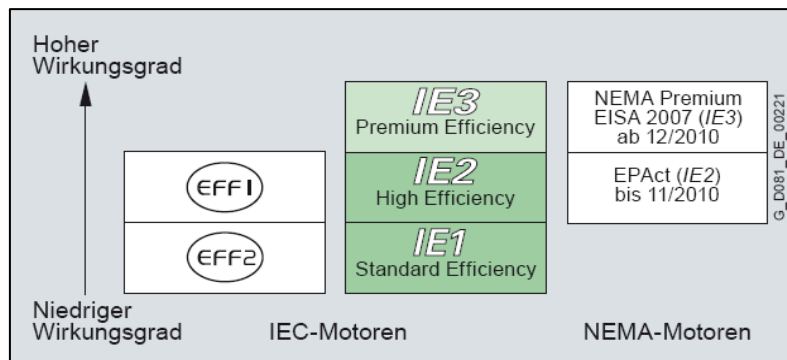 Hoher
Wirkungsgrad
IE3
Premium Efficiency
NEMA Premium
EISA 2007 (IE3)
ab 12/2010
EFF1
IE2
High Efficiency
EPAct (IE2)
bis 11/2010
EFF2
IE1
Standard Efficiency
Niedriger
Wirkungsgrad
IEC-Motoren
NEMA-Motoren
G_D081_DE_00221